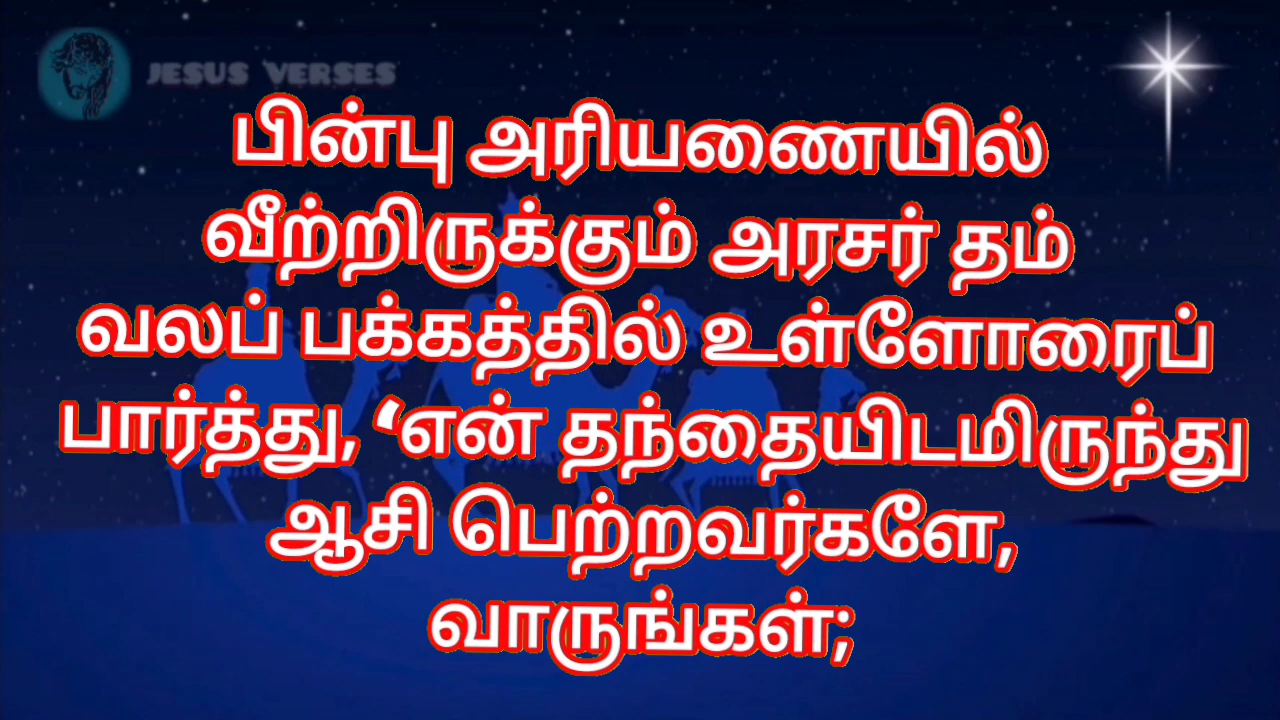 JESUS VERSES
பின்பு அரியணையில்
வீற்றிருக்கும் அரசர் தம்
வலப் பக்கத்தில் உள்ளோரைப்
பார்த்து, ‘என் தந்தையிடமிருந்து
ஆசி பெற்றவர்களே,
வாருங்கள்;